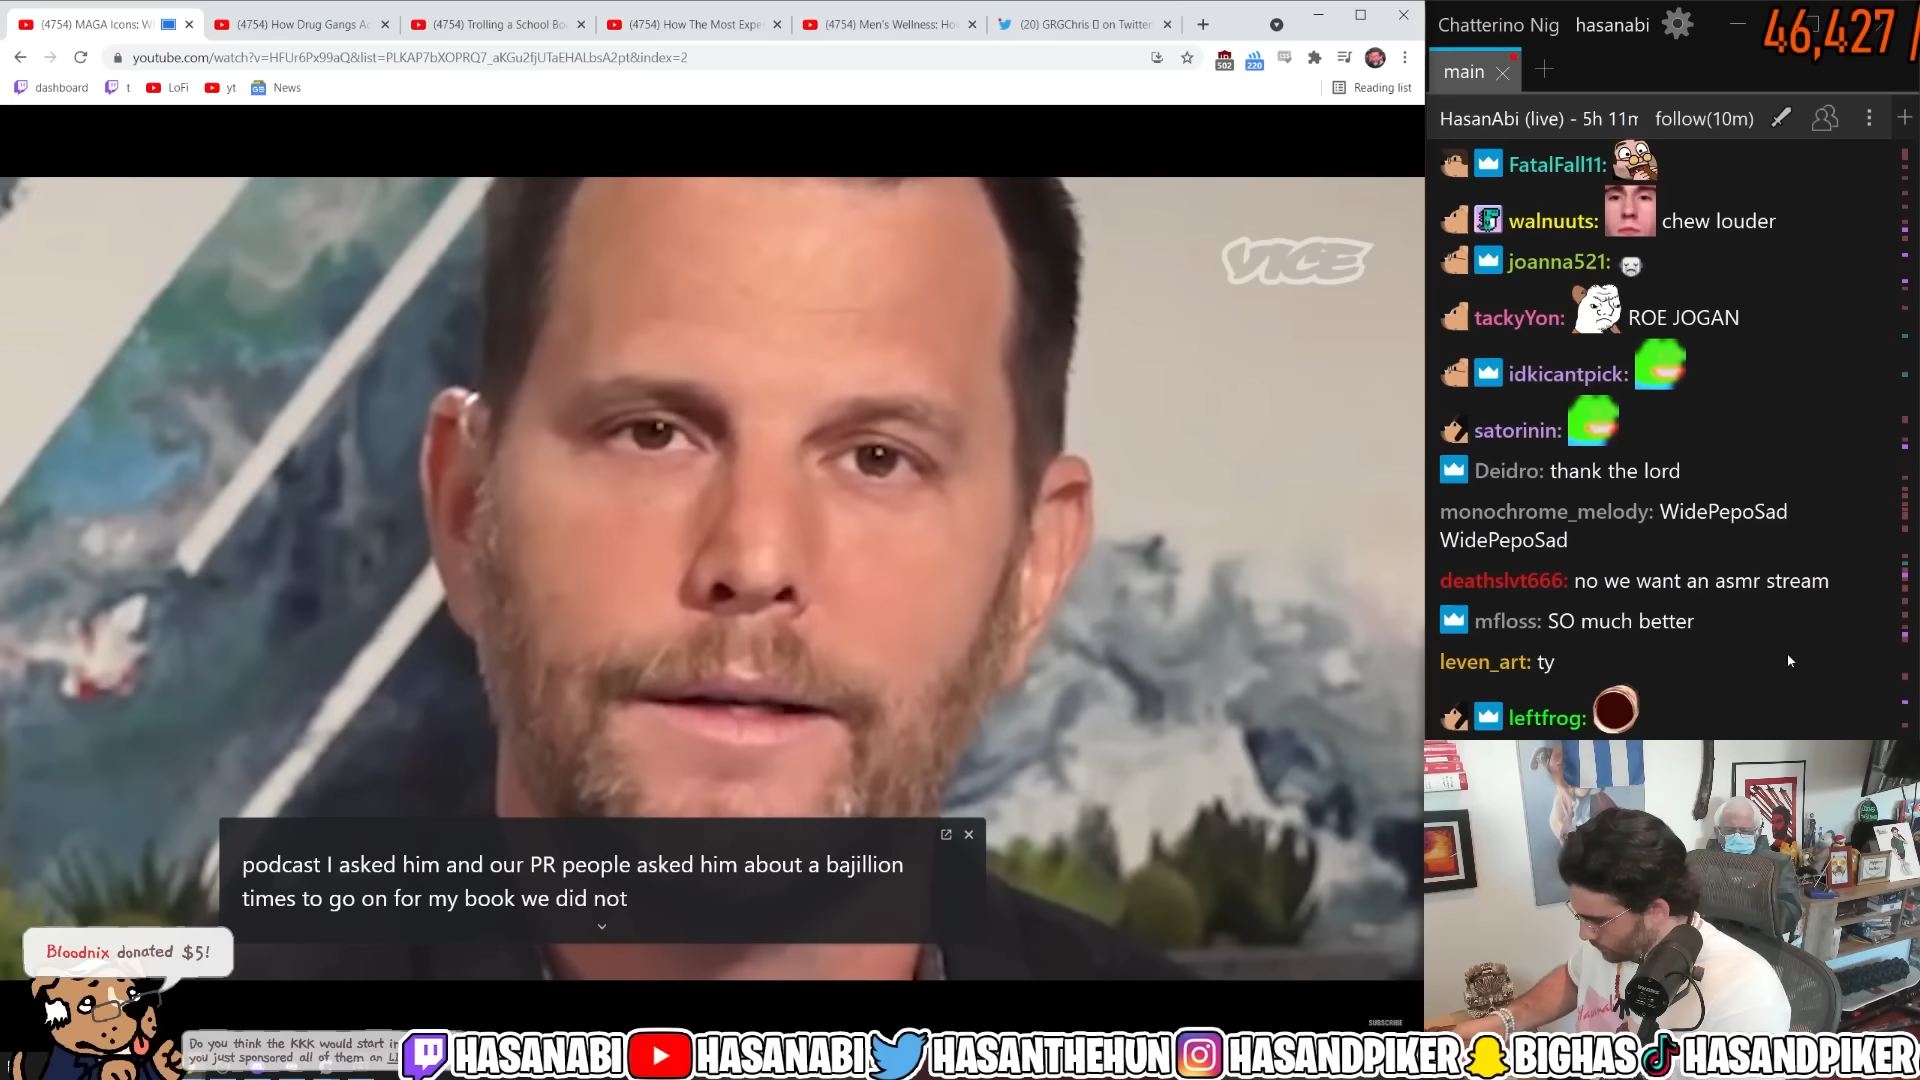 (4754) MAGA Icons: W
(4754) How Drug Gangs Ac
(4754) Trolling a School Bo
(4754) How The Most Expe
(4754) Men's Wellness: Ho
(20) GRGChris on Twitter
youtube.com/watch?v=HFUr6Px99aQ&list=PLKAP7bXOPRQ7_aKGu2fjUTaEHALbsA2pt&index=2
502
220
dashboard
t
LoFi
yt
News
Reading list
VICE
podcast I asked him and our PR people asked him about a bajillion
times to go on for my book we did not
Bloodnix donated $5!
Do you think the KKK would start
you just sponsored all of them an
SUBSCRIBE
Chatterino Nig
hasanabi
46,427 /
main
HasanAbi (live) - 5h 11m
follow(10m)
FatalFall11:
walnuuts: chew louder
joanna521:
tackyYon: ROE JOGAN
idkicantpick:
satorinin:
Deidro: thank the lord
monochrome_melody: WidePepoSad
WidePepoSad
deathslvt666: no we want an asmr stream
mfloss: SO much better
leven_art: ty
leftfrog:
HASANABI HASANABI HASANTHEHUN HASANDPIKER BIGHAS HASANDPIKER